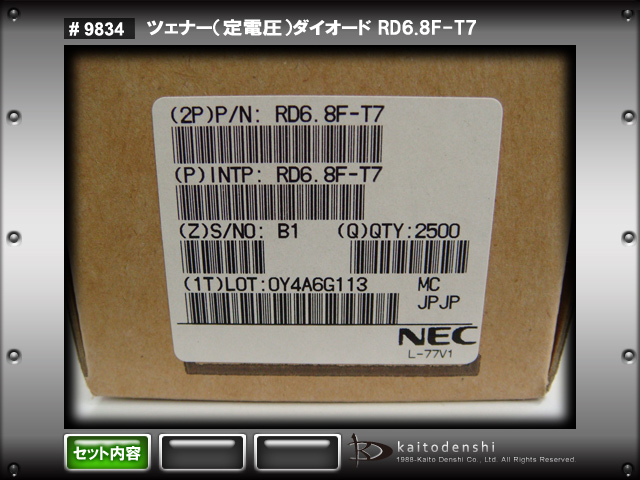 # 9834 ツェナー(定電圧)ダイオード RD6.8F-T7
(2P)P/N: RD6.8F-T7
(P)INTP: RD6.8F-T7
(Z)S/NO: B1 (Q)QTY:2500
(1T)LOT:0Y4A6G113 MC
JPJP
NEC
L-77V1
セット内容
kaitodenshi
1988-Kaito Denshi Co., Ltd. All Rights Reserved.